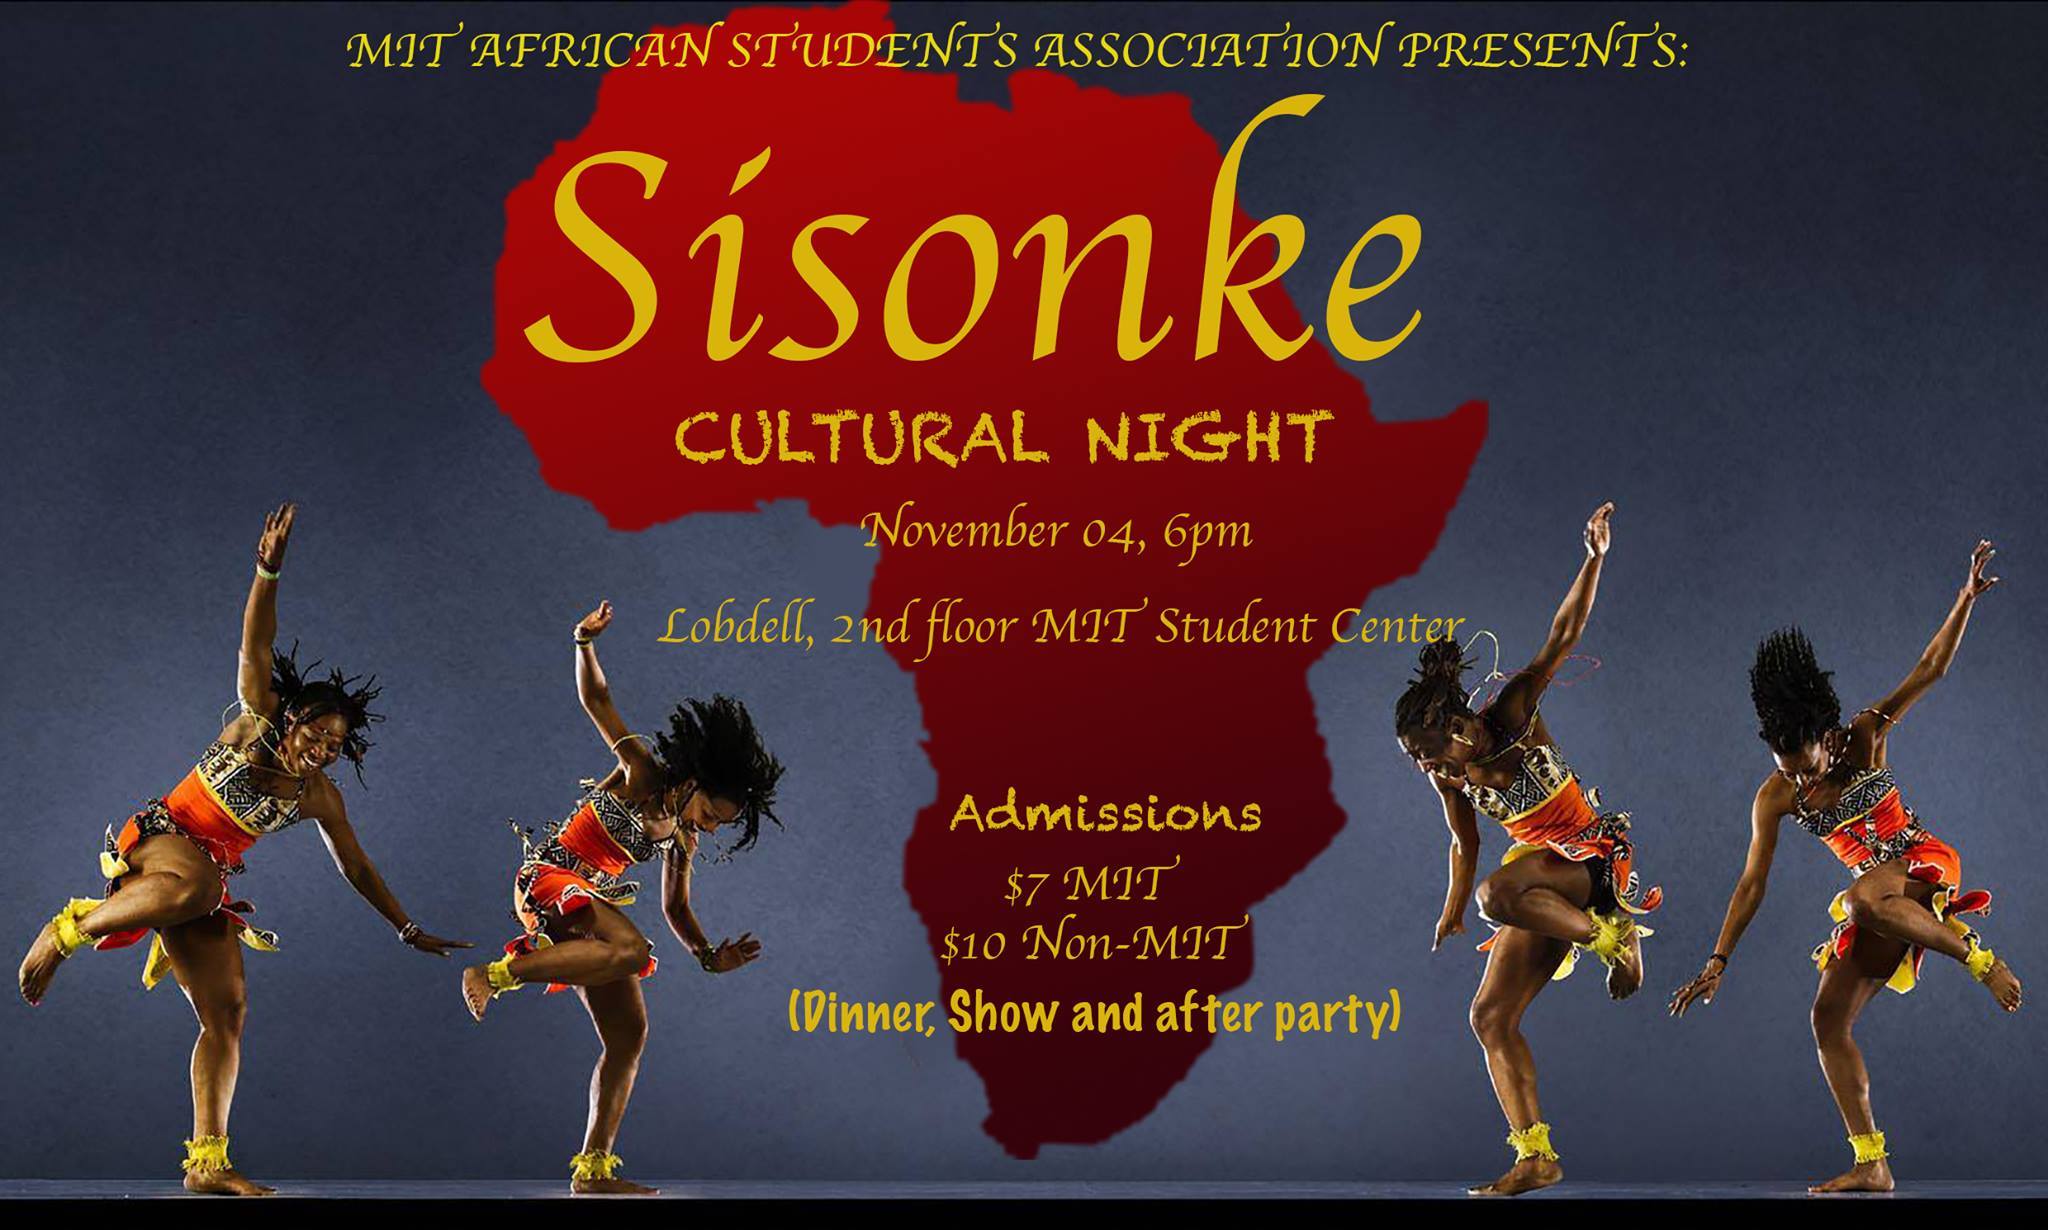 MIT AFRICAN STUDENTS ASSOCIATION PRESENTS:
Sisonke
CULTURAL NIGHT
November 04, 6pm
Lobdell, 2nd floor MIT Student Center
Admissions
$7 MIT
$10 Non-MIT
(Dinner, Show and after party)